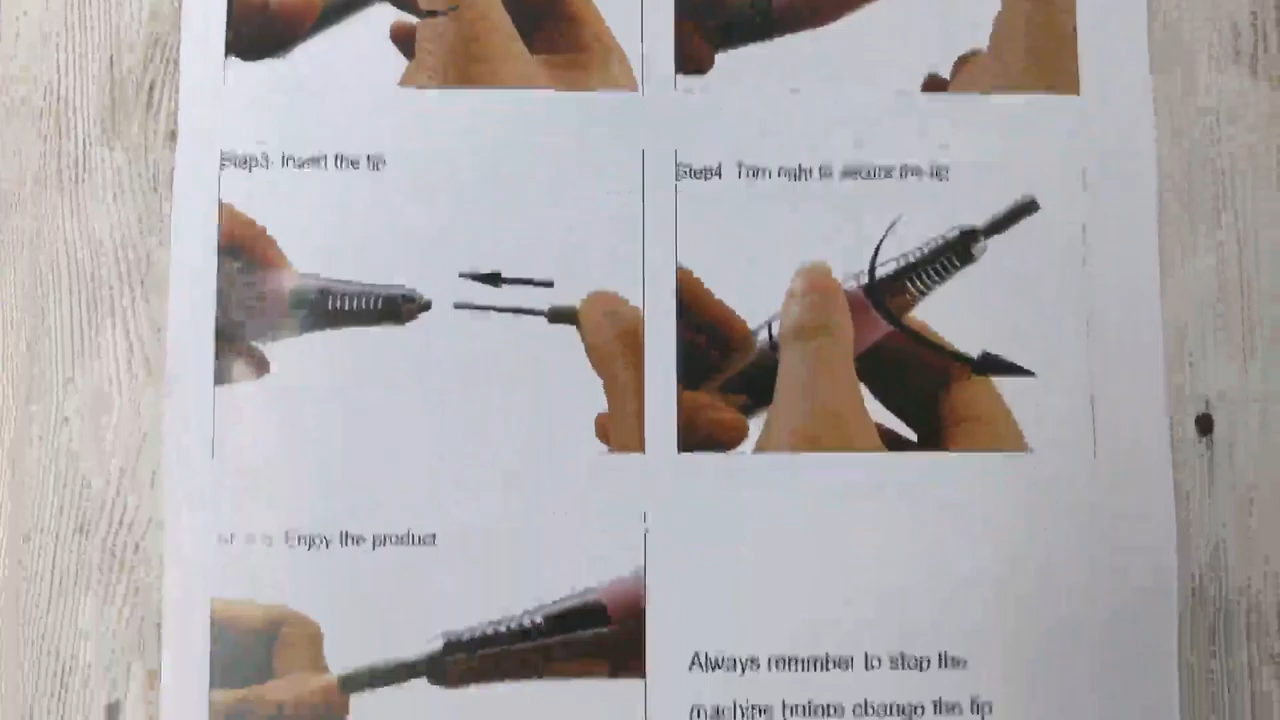 Step3. Insert the tip
Step4 Turn right to secure the tip
Enjoy the product
Always remmber to stop the
machine before change the tip